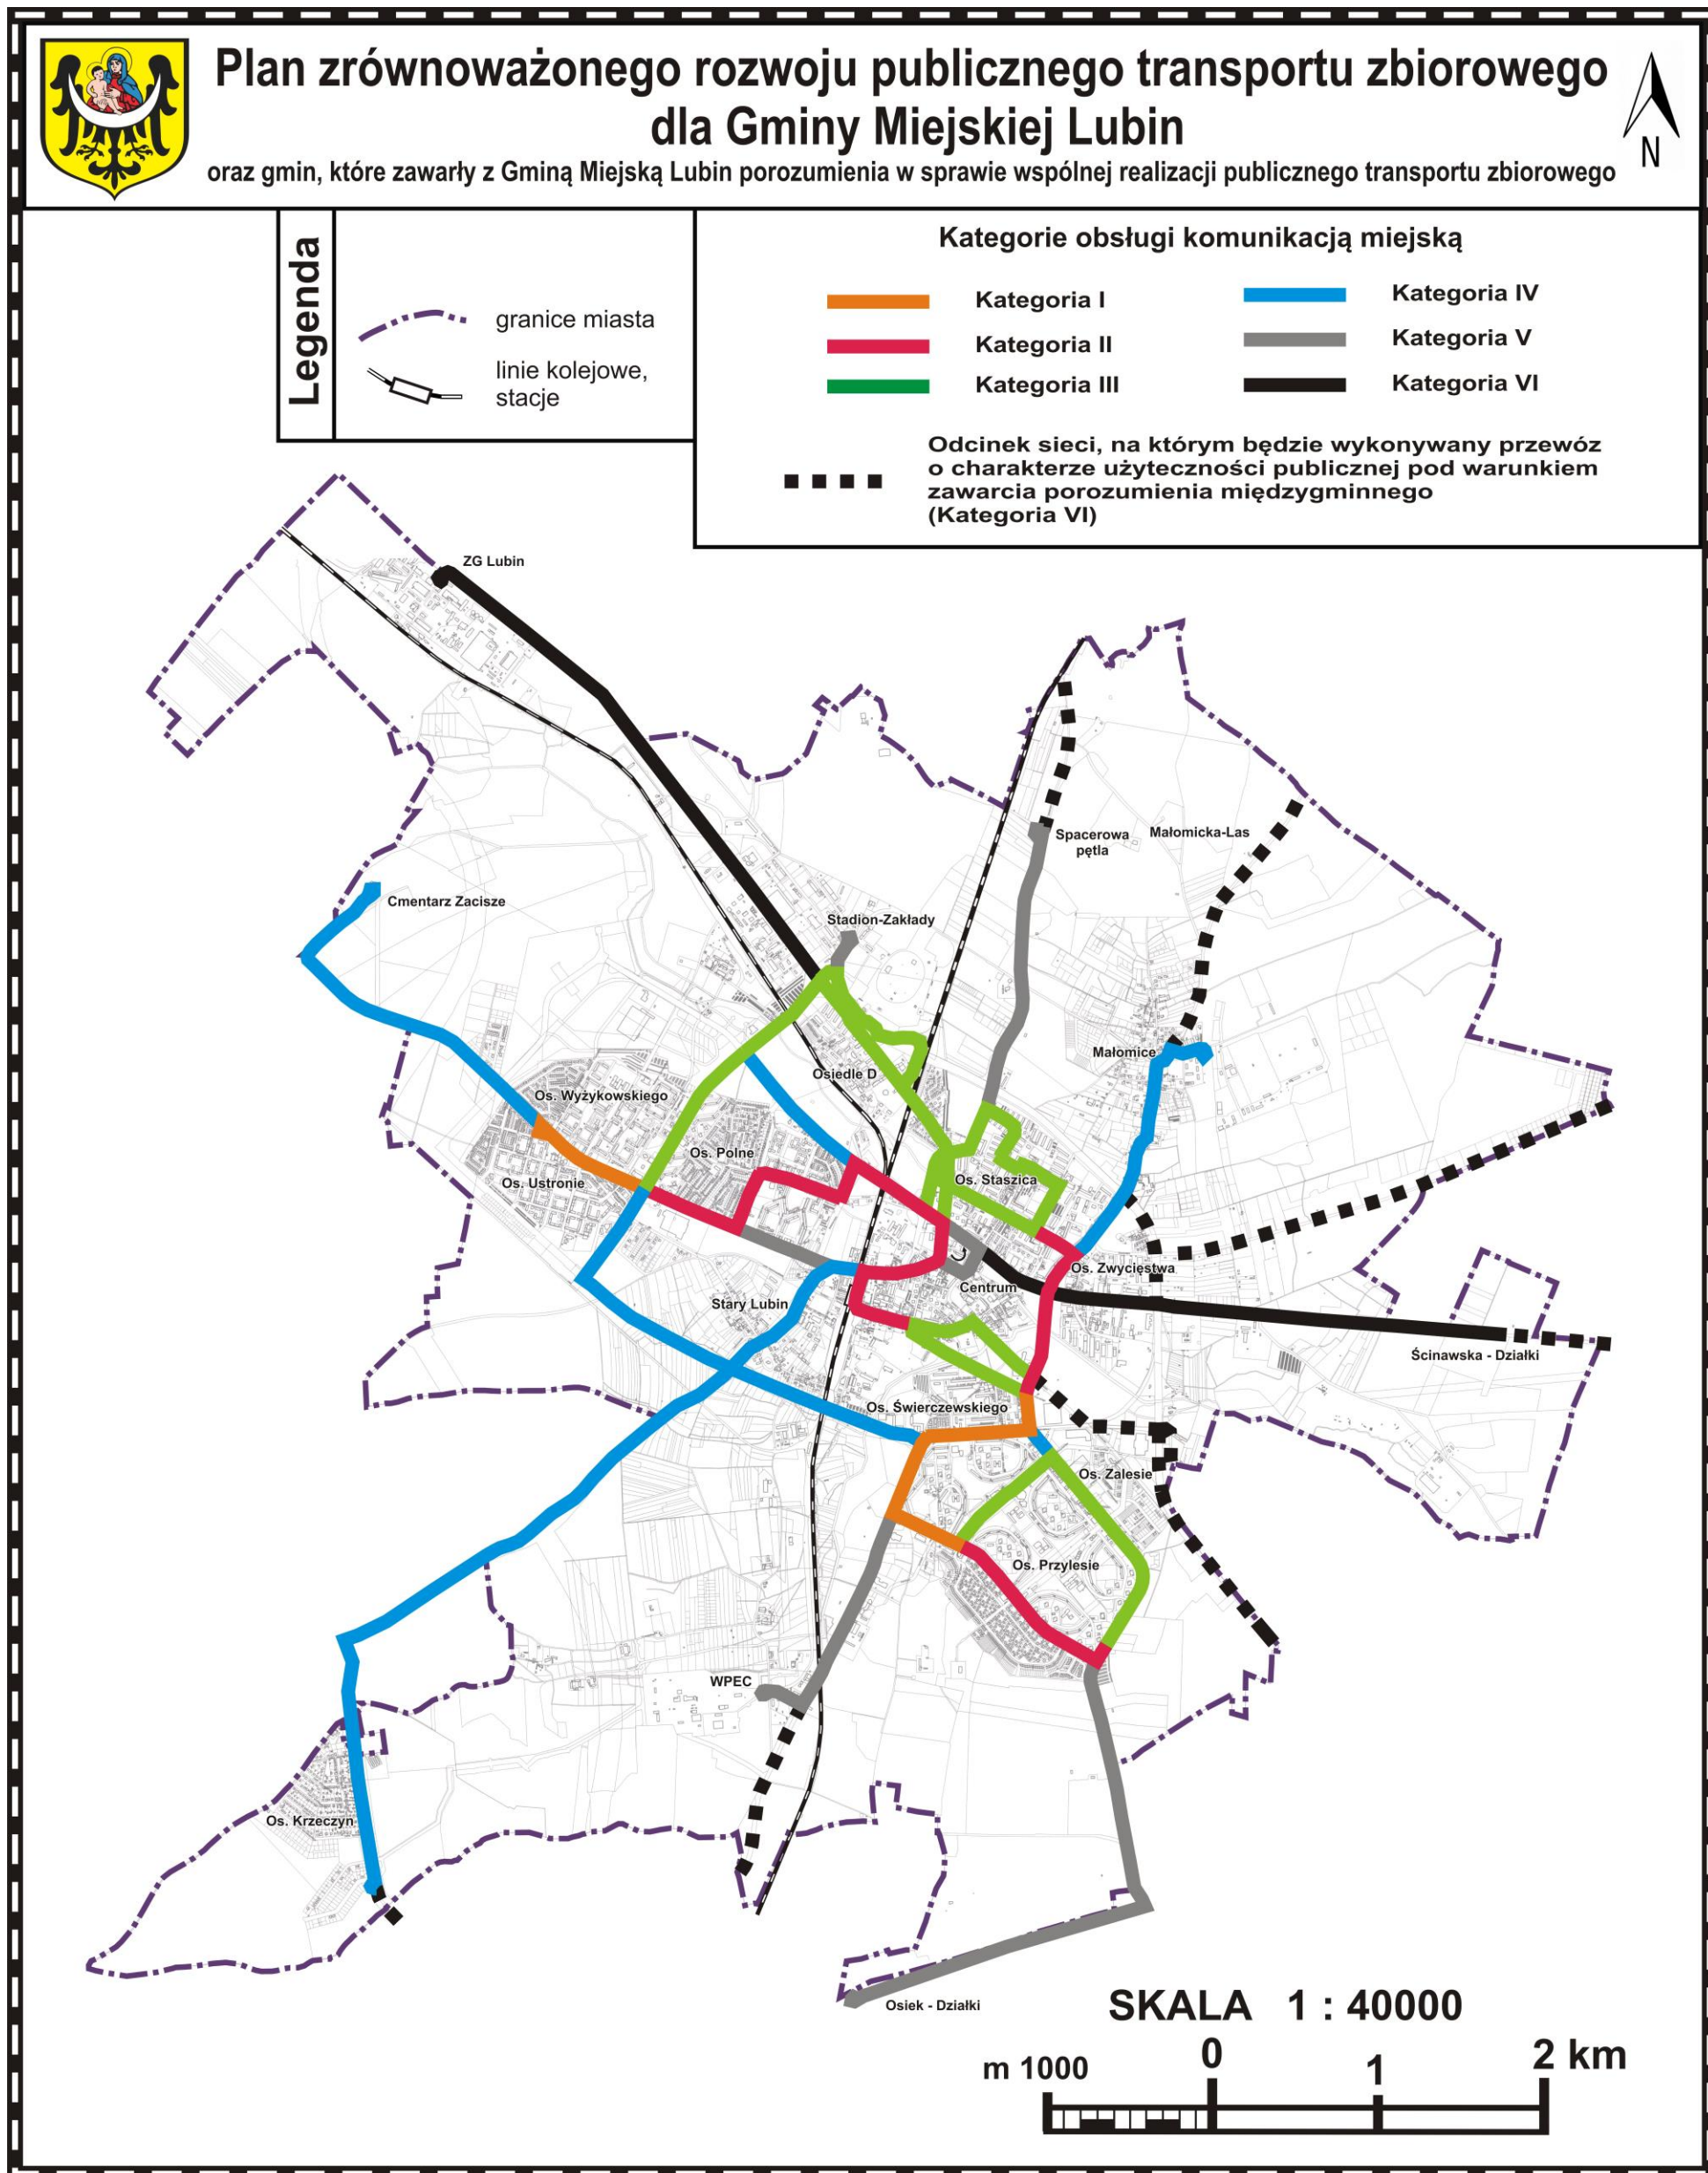 Plan zrównoważonego rozwoju publicznego transportu zbiorowego
dla Gminy Miejskiej Lubin
oraz gmin, które zawarły z Gminą Miejską Lubin porozumienia w sprawie wspólnej realizacji publicznego transportu zbiorowego
N
Legenda
granice miasta
linie kolejowe,
stacje
Kategorie obsługi komunikacją miejską
Kategoria I
Kategoria II
Kategoria III
Kategoria IV
Kategoria V
Kategoria VI
Odcinek sieci, na którym będzie wykonywany przewóz
o charakterze użyteczności publicznej pod warunkiem
zawarcia porozumienia międzygminnego
(Kategoria VI)
ZG Lubin
Spacerowa
pętla
Małomicka-Las
Cmentarz Zacisze
Stadion-Zakłady
Małomice
Osiedle D
Os. Wyżykowskiego
Os. Polne
Os. Ustronie
Os. Staszica
Os. Zwycięstwa
Centrum
Stary Lubin
Ścinawska - Działki
Os. Świerczewskiego
Os. Zalesie
Os. Przylesie
WPEC
Os. Krzeczyn
Osiek - Działki
SKALA 1 : 40000
m 1000 0 1 2 km